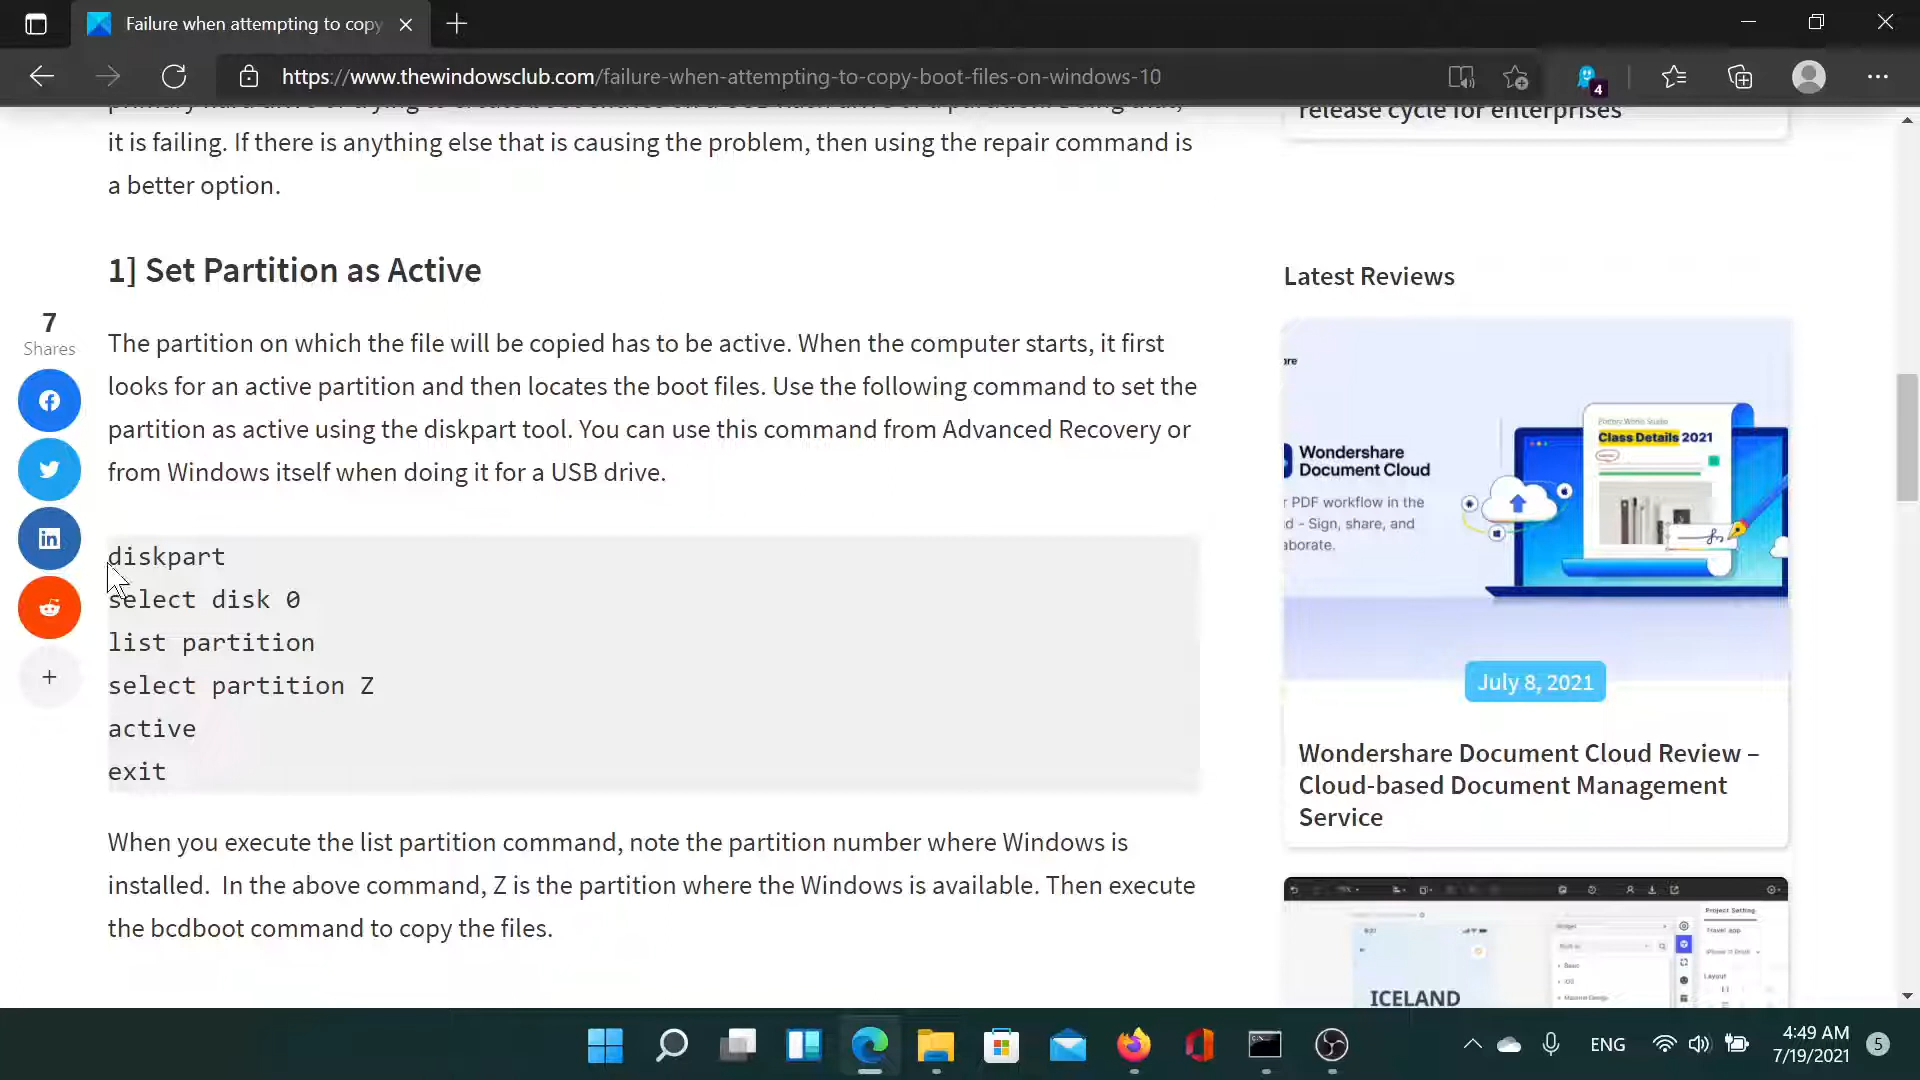 Failure when attempting to copy
https://www.thewindowsclub.com/failure-when-attempting-to-copy-boot-files-on-windows-10
4
it is failing. If there is anything else that is causing the problem, then using the repair command is
a better option.
release cycle for enterprises
1] Set Partition as Active
7
Shares
The partition on which the file will be copied has to be active. When the computer starts, it first
looks for an active partition and then locates the boot files. Use the following command to set the
partition as active using the diskpart tool. You can use this command from Advanced Recovery or
from Windows itself when doing it for a USB drive.
diskpart
select disk 0
list partition
select partition Z
active
exit
When you execute the list partition command, note the partition number where Windows is
installed.  In the above command, Z is the partition where the Windows is available. Then execute
the bcdboot command to copy the files.
Latest Reviews
Class Details 2021
Wondershare
Document Cloud
PDF workflow in the
d - Sign, share, and
aborate.
July 8, 2021
Wondershare Document Cloud Review –
Cloud-based Document Management
Service
Project Setting
Travel app
Layout
ICELAND
ENG
4:49 AM
7/19/2021
5